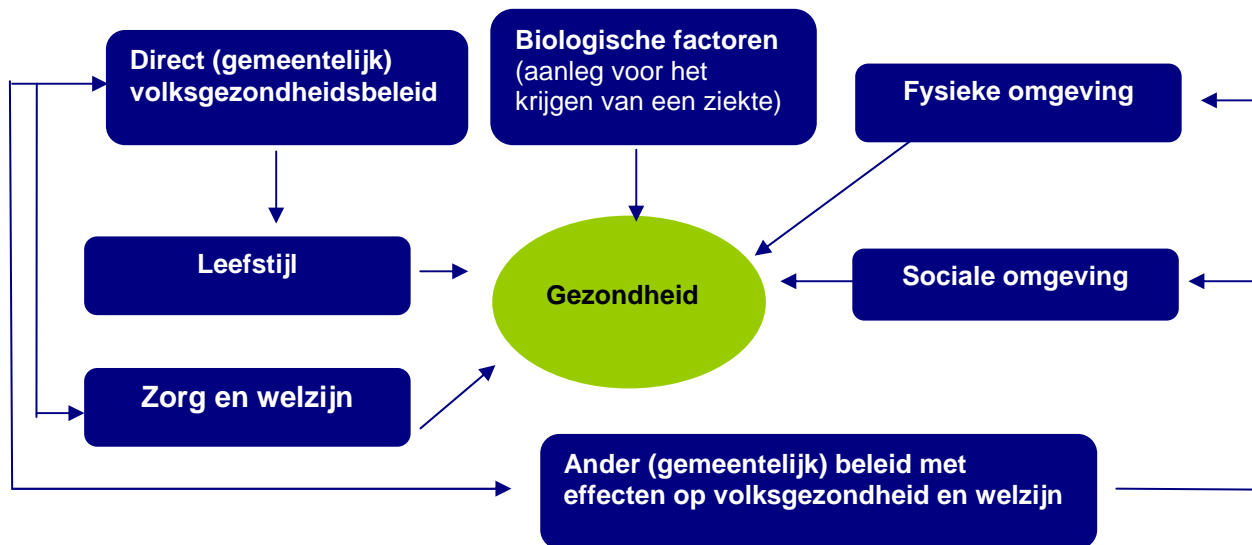 Direct (gemeentelijk)
volksgezondheidsbeleid
Biologische factoren
(aanleg voor het
krijgen van een ziekte)
Fysieke omgeving
Leefstijl
Gezondheid
Sociale omgeving
Zorg en welzijn
Ander (gemeentelijk) beleid met
effecten op volksgezondheid en welzijn